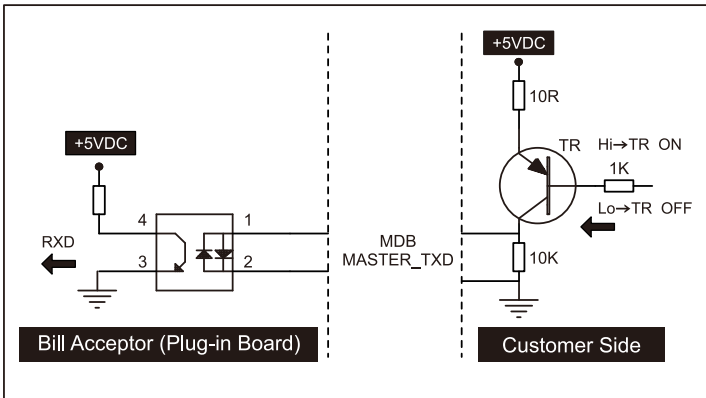 +5VDC
10R
TR Hi→TR ON
1K
Lo→TR OFF
10K
+5VDC
RXD
4
3
1
2
MDB
MASTER_TXD
Bill Acceptor (Plug-in Board)
Customer Side